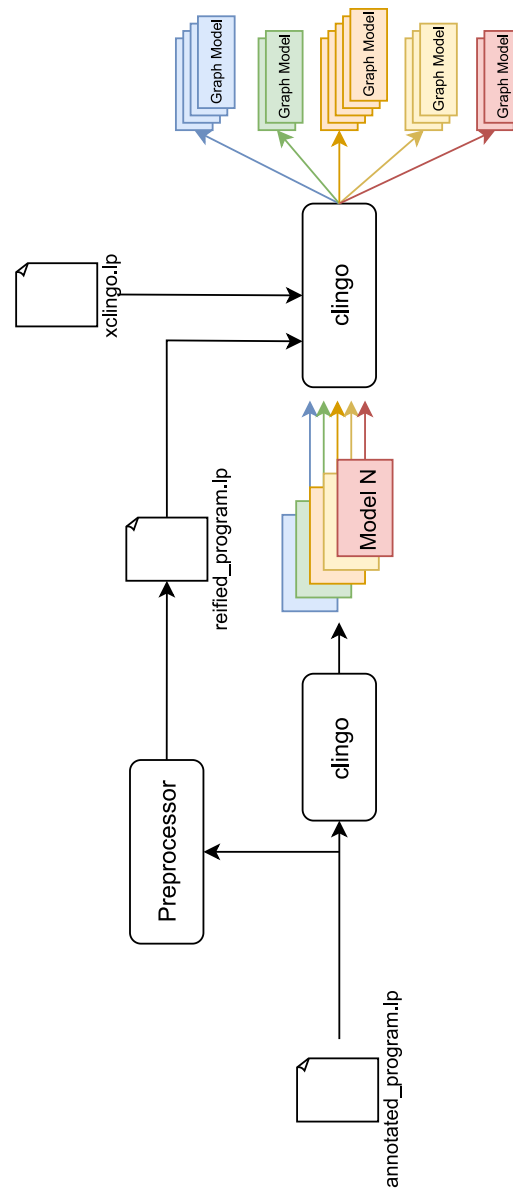 annotated_program.lp
Preprocessor
clingo
reified_program.lp
Model N
xclingo.lp
clingo
Graph Model
Graph Model
Graph Model
Graph Model
Graph Model